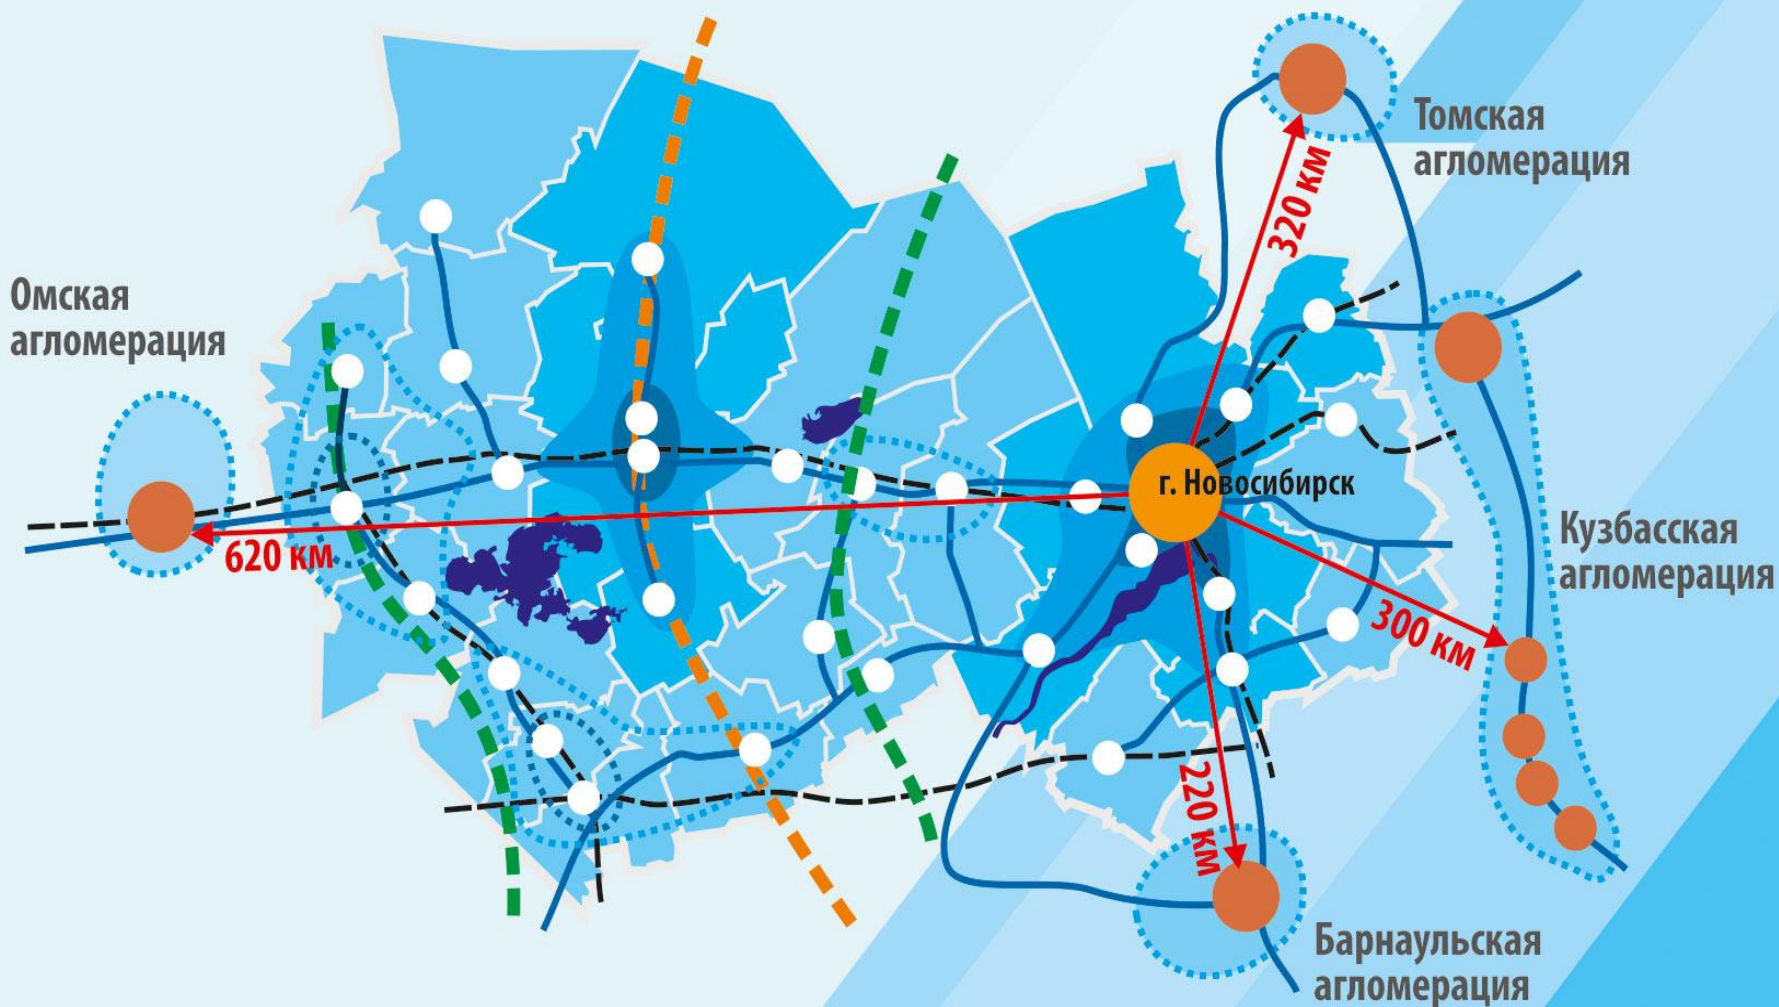 Томская
агломерация
320 км
Омская
агломерация
г. Новосибирск
620 км
Кузбасская
агломерация
300 км
220 км
Барнаульская
агломерация